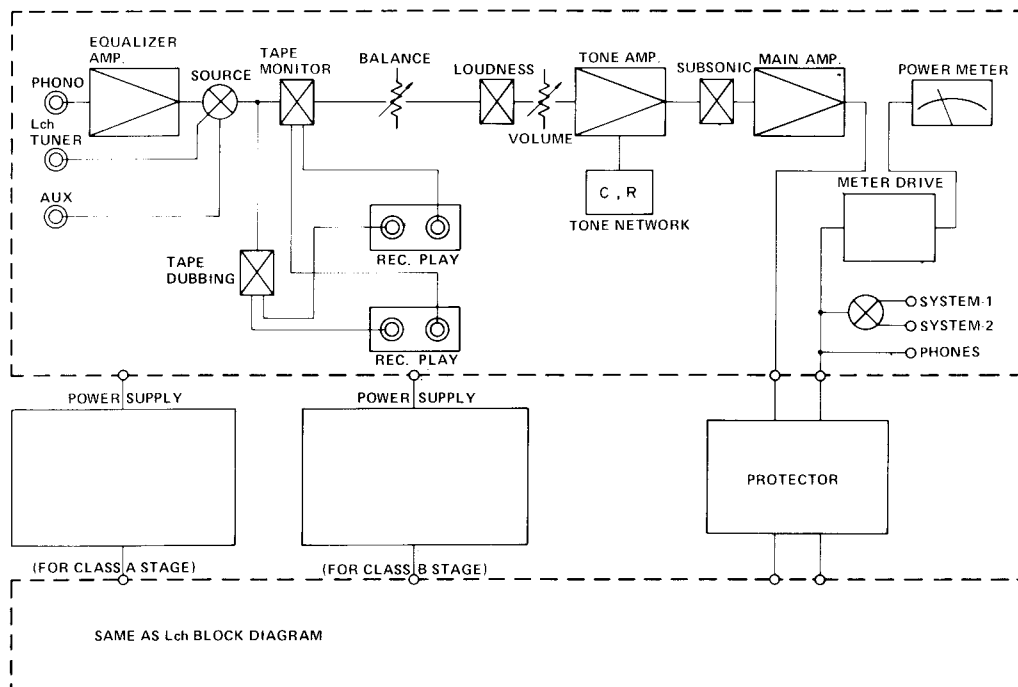 EQUALIZER
AMP.
PHONO
Lch
TUNER
AUX
SOURCE
TAPE
MONITOR
BALANCE
LOUDNESS
VOLUME
TONE AMP.
SUBSONIC
MAIN AMP.
POWER METER
C, R
TONE NETWORK
METER DRIVE
TAPE
DUBBING
REC. PLAY
REC. PLAY
SYSTEM-1
SYSTEM-2
PHONES
POWER SUPPLY
POWER SUPPLY
PROTECTOR
(FOR CLASS A STAGE)
(FOR CLASS B STAGE)
SAME AS Lch BLOCK DIAGRAM